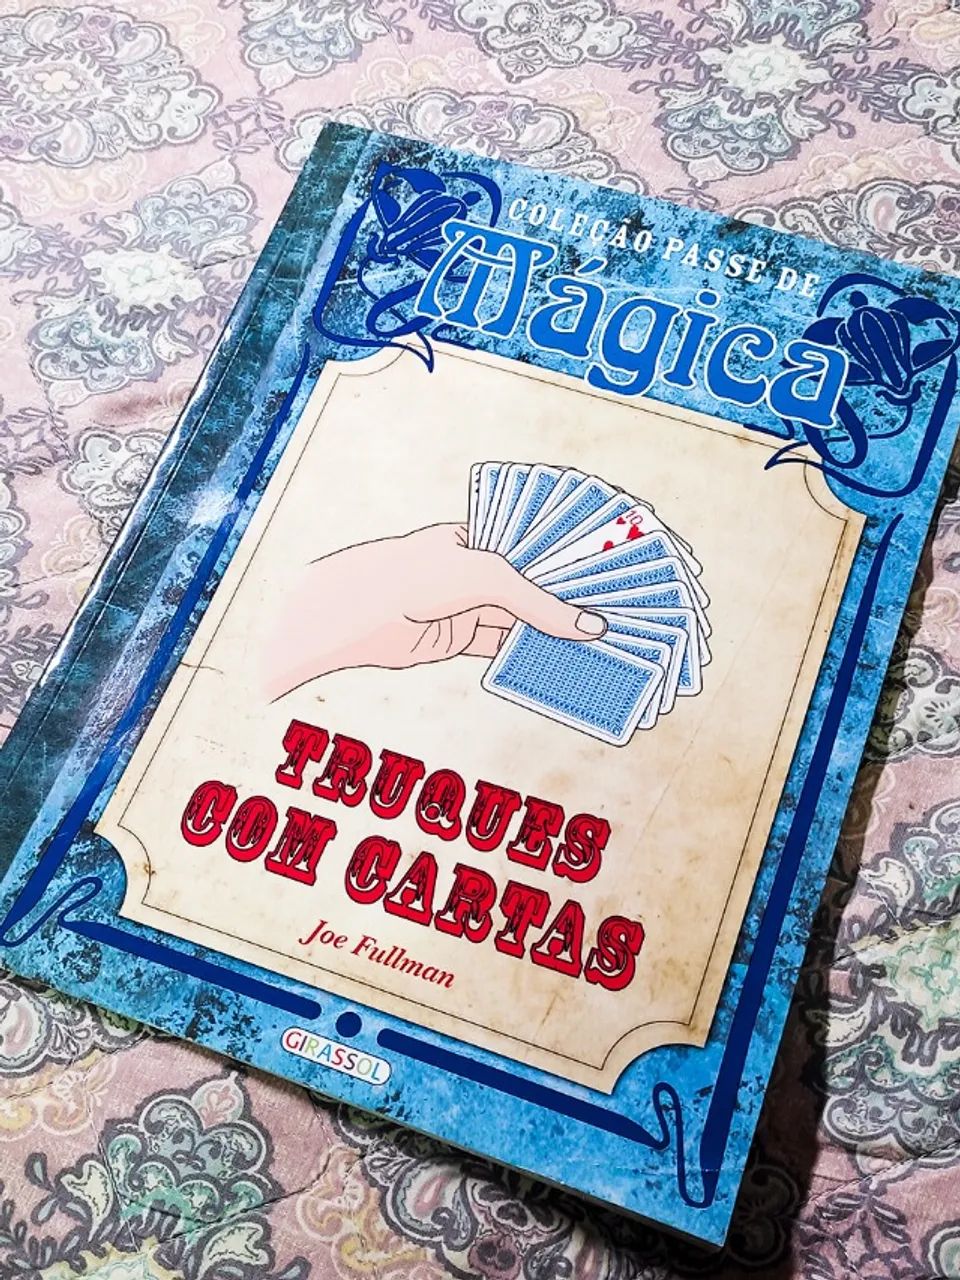 COLEÇÃO PASSE DE
Mágica
10
TRUQUES
COM CARTAS
Joe Fullman
GIRASSOL